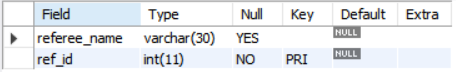 Field Type Null Key Default Extra
referee_name varchar(30) YES NULL
ref_id int(11) NO PRI NULL